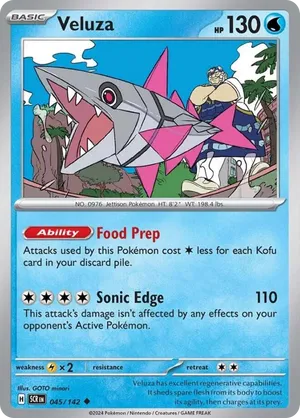 BASIC
Veluza
HP 130
NO. 0976 Jettison Pokémon HT: 8'2" WT: 198.4 lbs.
Ability Food Prep
Attacks used by this Pokémon cost less for each Kofu
card in your discard pile.
Sonic Edge 110
This attack's damage isn't affected by any effects on your
opponent's Active Pokémon.
weakness ×2 resistance retreat
Illus. GOTO minori
H SCR EN 045/142
Veluza has excellent regenerative capabilities.
It sheds spare flesh from its body to boost its
agility, then charges at its prey.
©2024 Pokémon / Nintendo / Creatures / GAME FREAK